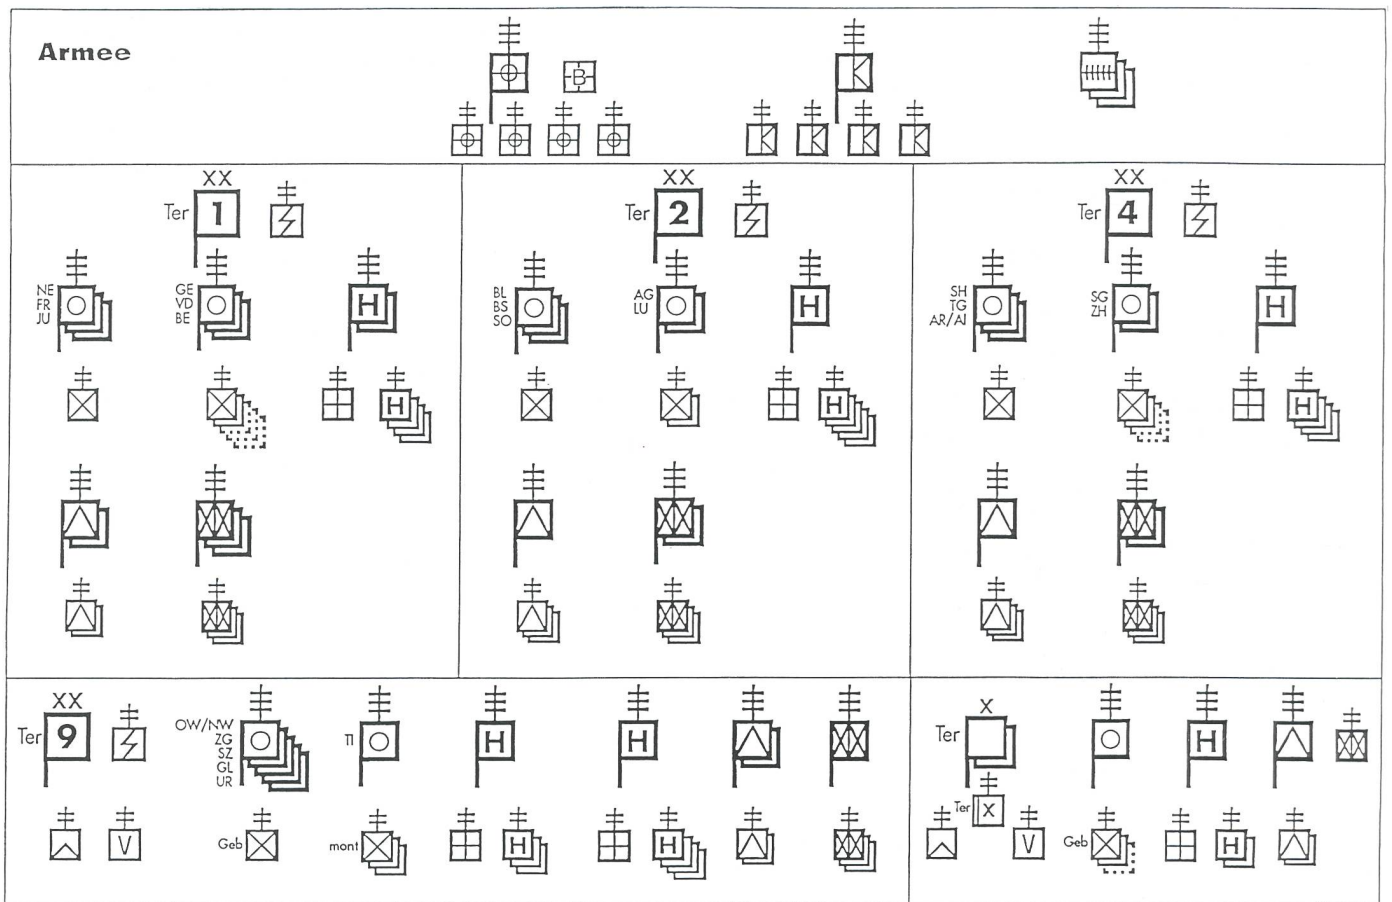 Armee
B
XX
Ter 1
NE
FR
JU
GE
VD
BE
H
H
XX
Ter 2
BL
BS
SO
AG
LU
H
H
XX
Ter 4
SH
TG
AR/AI
SG
ZH
H
H
XX
Ter 9
OW/NW
ZG
SZ
GL
UR
TI
H
H
V
Geb
mont
H
H
X
Ter
H
Ter X
V
Geb
H